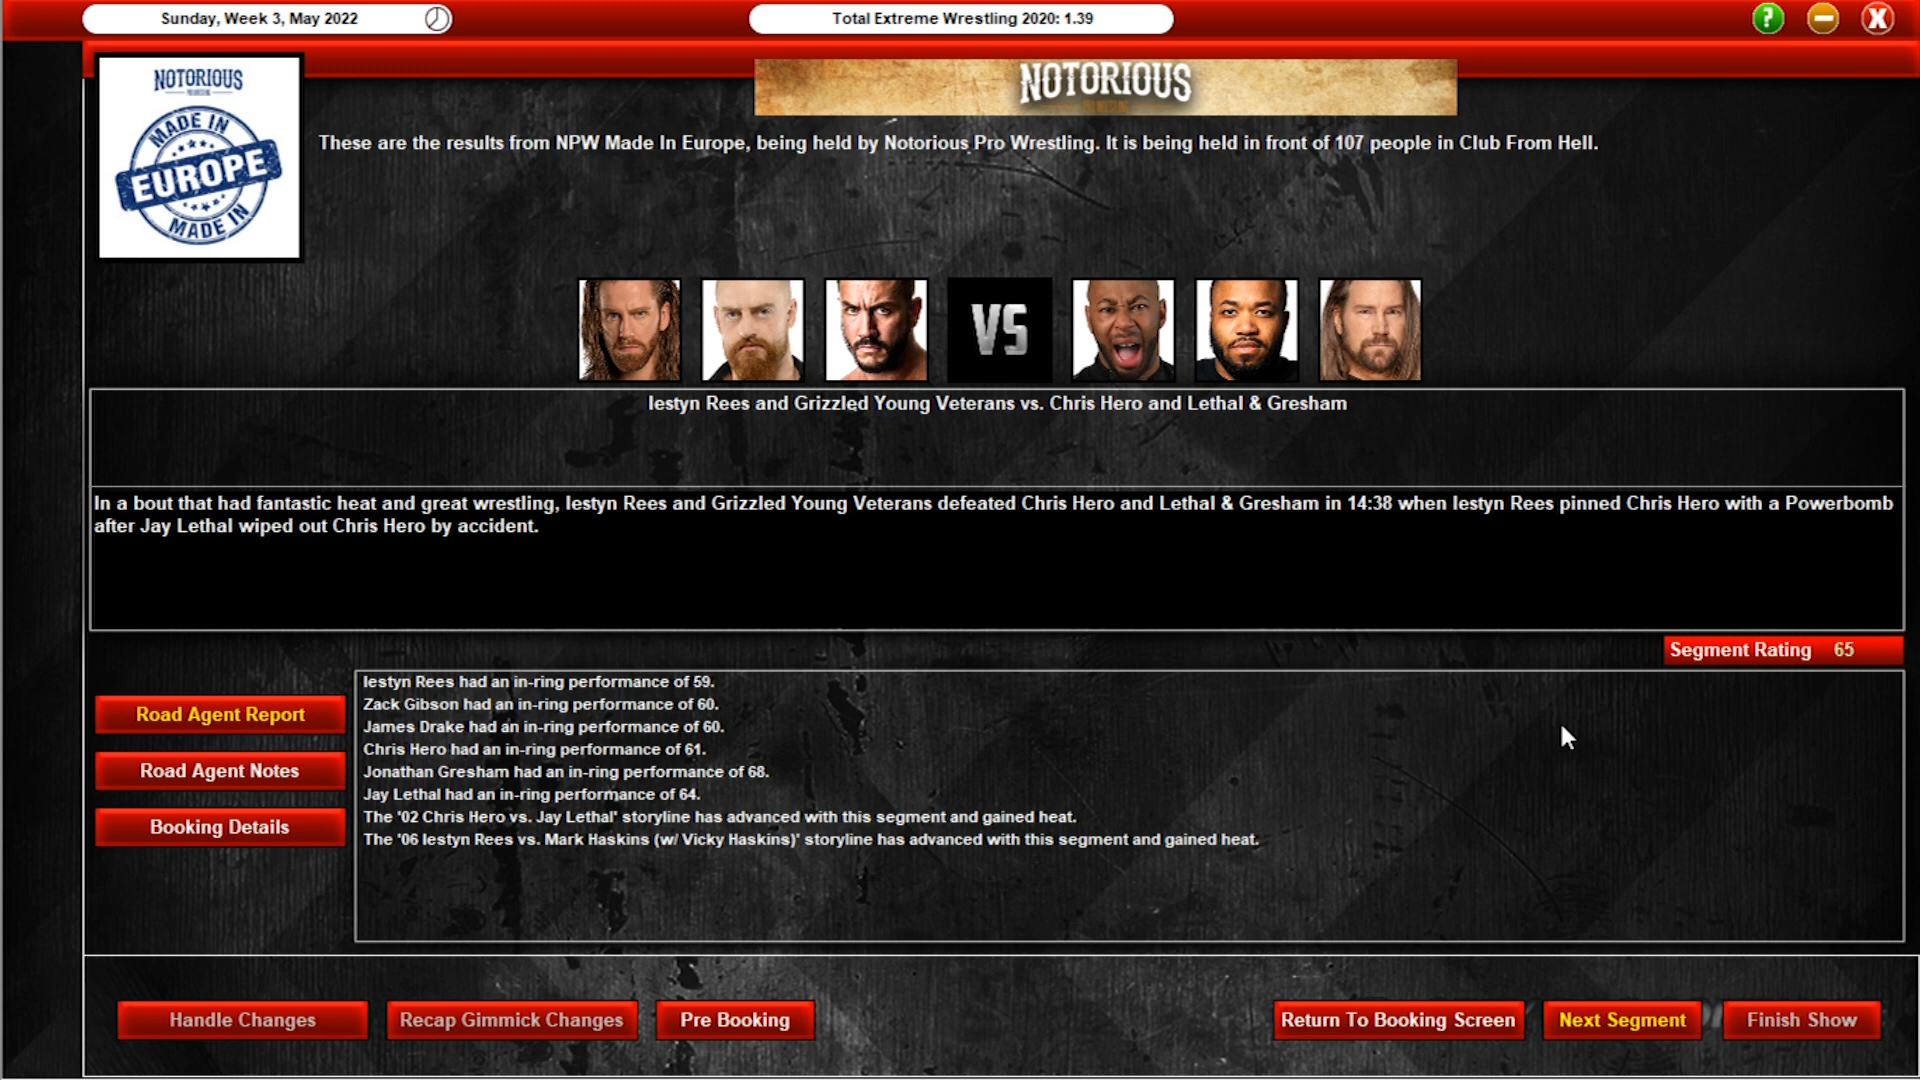 Sunday, Week 3, May 2022
Total Extreme Wrestling 2020: 1.39
NOTORIOUS
MADE IN
EUROPE
MADE IN
NOTORIOUS
These are the results from NPW Made In Europe, being held by Notorious Pro Wrestling. It is being held in front of 107 people in Club From Hell.
VS
Iestyn Rees and Grizzled Young Veterans vs. Chris Hero and Lethal & Gresham
In a bout that had fantastic heat and great wrestling, Iestyn Rees and Grizzled Young Veterans defeated Chris Hero and Lethal & Gresham in 14:38 when Iestyn Rees pinned Chris Hero with a Powerbomb
after Jay Lethal wiped out Chris Hero by accident.
Segment Rating 65
Road Agent Report
Road Agent Notes
Booking Details
Iestyn Rees had an in-ring performance of 59.
Zack Gibson had an in-ring performance of 60.
James Drake had an in-ring performance of 60.
Chris Hero had an in-ring performance of 61.
Jonathan Gresham had an in-ring performance of 68.
Jay Lethal had an in-ring performance of 64.
The '02 Chris Hero vs. Jay Lethal' storyline has advanced with this segment and gained heat.
The '06 Iestyn Rees vs. Mark Haskins (w/ Vicky Haskins)' storyline has advanced with this segment and gained heat.
Handle Changes
Recap Gimmick Changes
Pre Booking
Return To Booking Screen
Next Segment
Finish Show